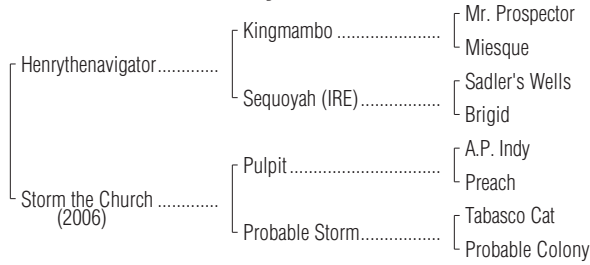 Mr. Prospector
Kingmambo ..................
Miesque
Henrythenavigator.............
Sadler's Wells
Sequoyah (IRE)..................
Brigid
A.P. Indy
Pulpit..................................
Preach
Storm the Church .............
(2006)
Tabasco Cat
Probable Storm..................
Probable Colony